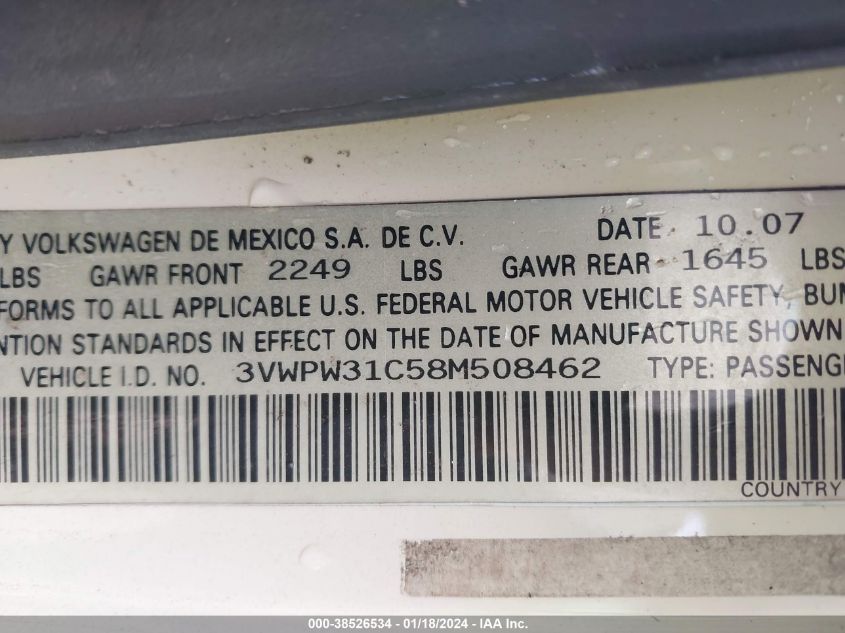 Y VOLKSWAGEN DE MEXICO S.A. DE C.V. DATE 10.07
LBS GAWR FRONT 2249 LBS GAWR REAR 1645 LBS
FORMS TO ALL APPLICABLE U.S. FEDERAL MOTOR VEHICLE SAFETY, BUM
NTION STANDARDS IN EFFECT ON THE DATE OF MANUFACTURE SHOWN
VEHICLE I.D. NO. 3VWPW31C58M508462 TYPE: PASSENGE
COUNTRY
000-38526534 - 01/18/2024 - IAA Inc.